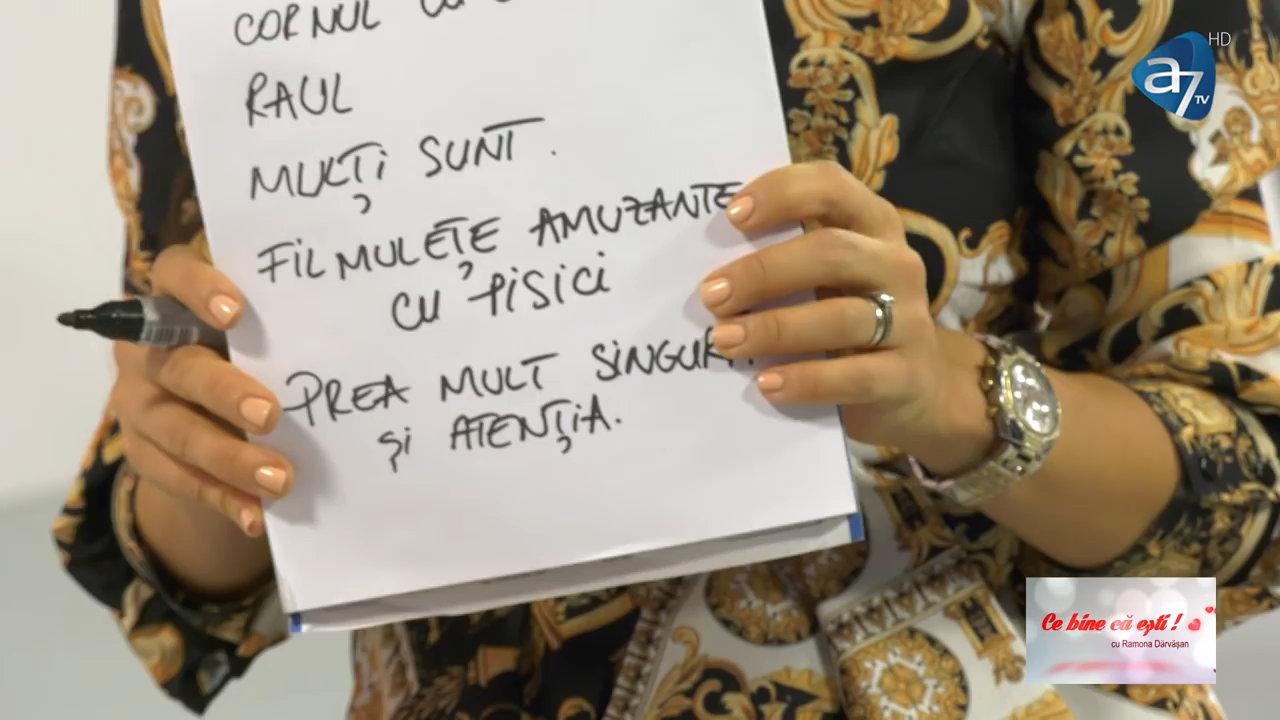 CORNUL
RAUL
MULȚI SUNT.
FILMULEȚE AMUZANTE
CU PISICI
PREA MULT
ȘI ATENȚIA.
a7 TV HD
Ce bine că ești!
cu Ramona Dărvășan